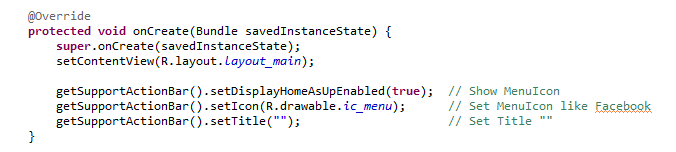 @Override
protected void onCreate(Bundle savedInstanceState) {
    super.onCreate(savedInstanceState);
    setContentView(R.layout.layout_main);

    getSupportActionBar().setDisplayHomeAsUpEnabled(true);  // Show MenuIcon
    getSupportActionBar().setIcon(R.drawable.ic_menu);      // Set MenuIcon like Facebook
    getSupportActionBar().setTitle("");                     // Set Title ""
}